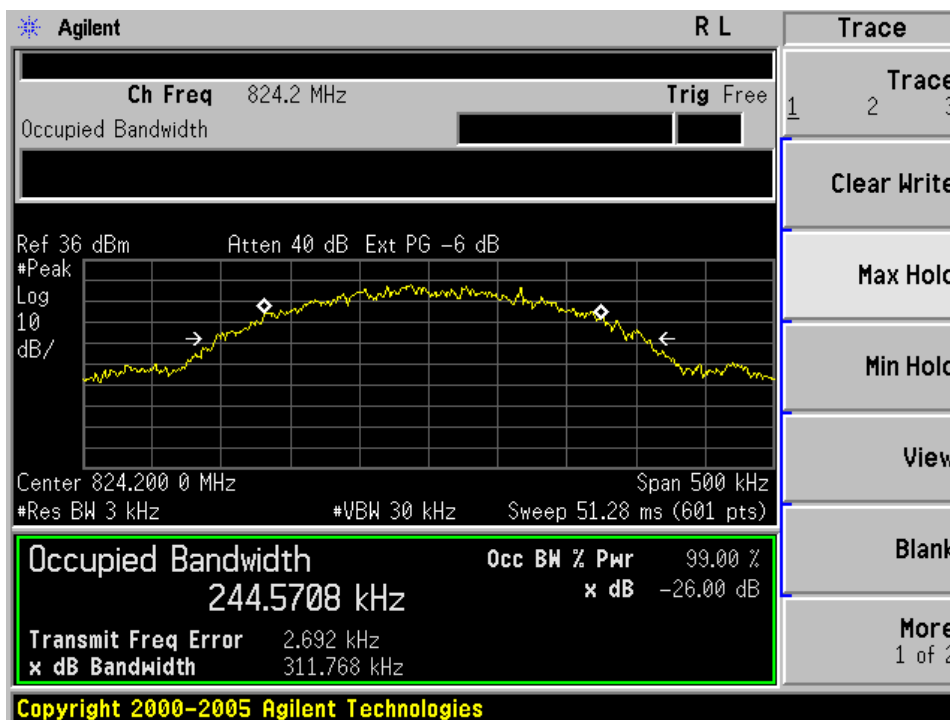 Agilent R L Trace
Ch Freq 824.2 MHz Trig Free
Occupied Bandwidth
Trace
1 2
Clear Write
Max Hold
Min Hold
View
Blank
More
1 of 2
Ref 36 dBm Atten 40 dB Ext PG -6 dB
#Peak
Log
10
dB/
Center 824.200 0 MHz Span 500 kHz
#Res BW 3 kHz #VBW 30 kHz Sweep 51.28 ms (601 pts)
Occupied Bandwidth
244.5708 kHz
Occ BW % Pwr 99.00 %
x dB -26.00 dB
Transmit Freq Error 2.692 kHz
x dB Bandwidth 311.768 kHz
Copyright 2000-2005 Agilent Technologies